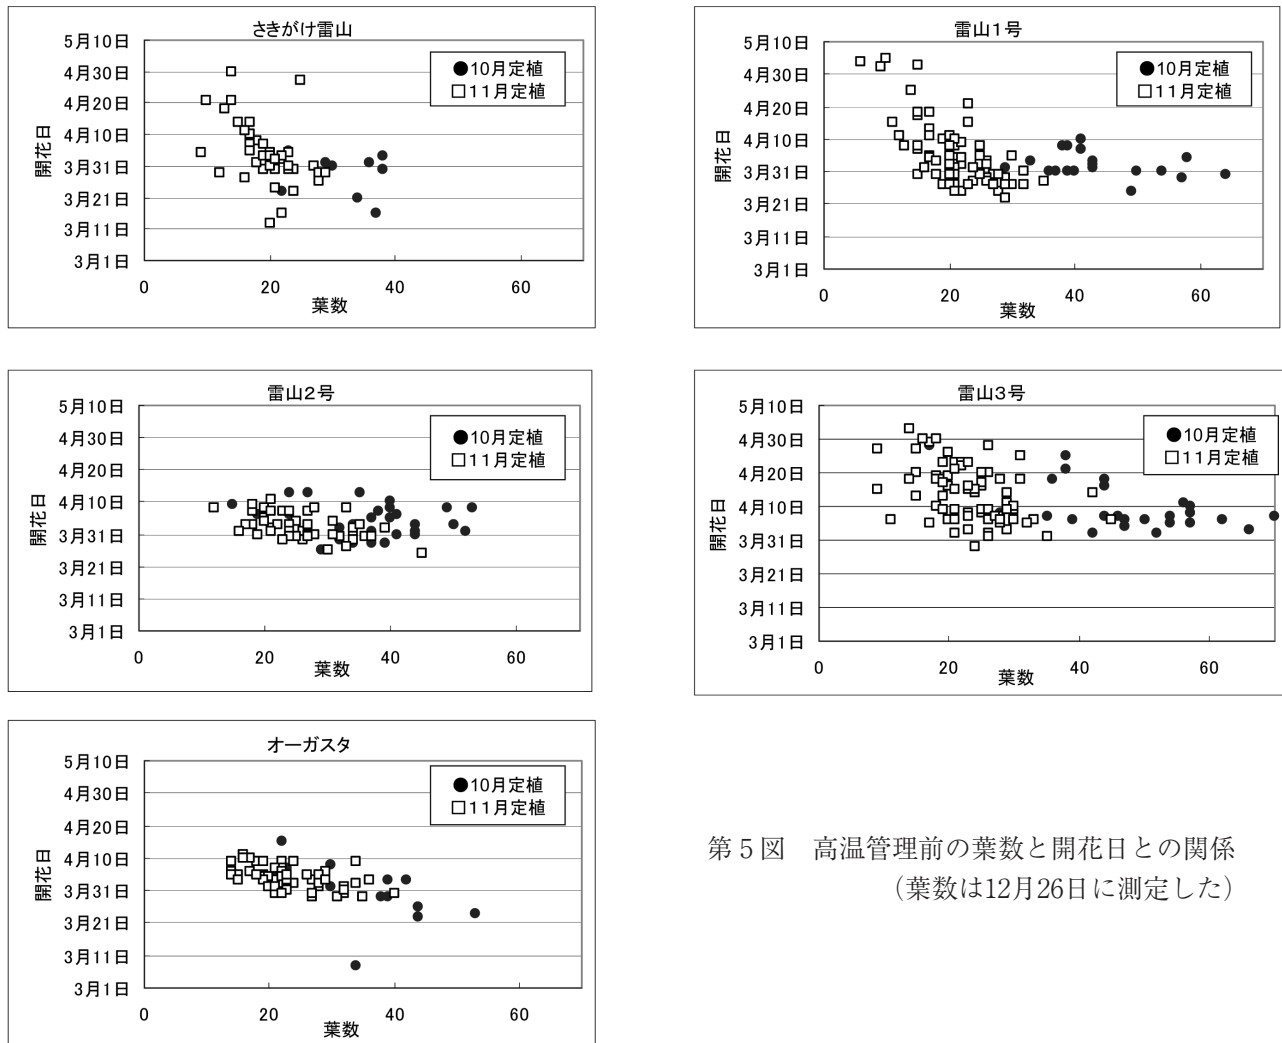 さきがけ雷山
5月10日
4月30日
4月20日
4月10日
3月31日
3月21日
3月11日
3月1日
開花日
●10月定植
□11月定植
0 20 40 60
葉数
雷山1号
5月10日
4月30日
4月20日
4月10日
3月31日
3月21日
3月11日
3月1日
開花日
●10月定植
□11月定植
0 20 40 60
葉数
雷山2号
5月10日
4月30日
4月20日
4月10日
3月31日
3月21日
3月11日
3月1日
開花日
●10月定植
□11月定植
0 20 40 60
葉数
雷山3号
5月10日
4月30日
4月20日
4月10日
3月31日
3月21日
3月11日
3月1日
開花日
●10月定植
□11月定植
0 20 40 60
葉数
オーガスタ
5月10日
4月30日
4月20日
4月10日
3月31日
3月21日
3月11日
3月1日
開花日
●10月定植
□11月定植
0 20 40 60
葉数
第5図 高温管理前の葉数と開花日との関係
（葉数は12月26日に測定した）